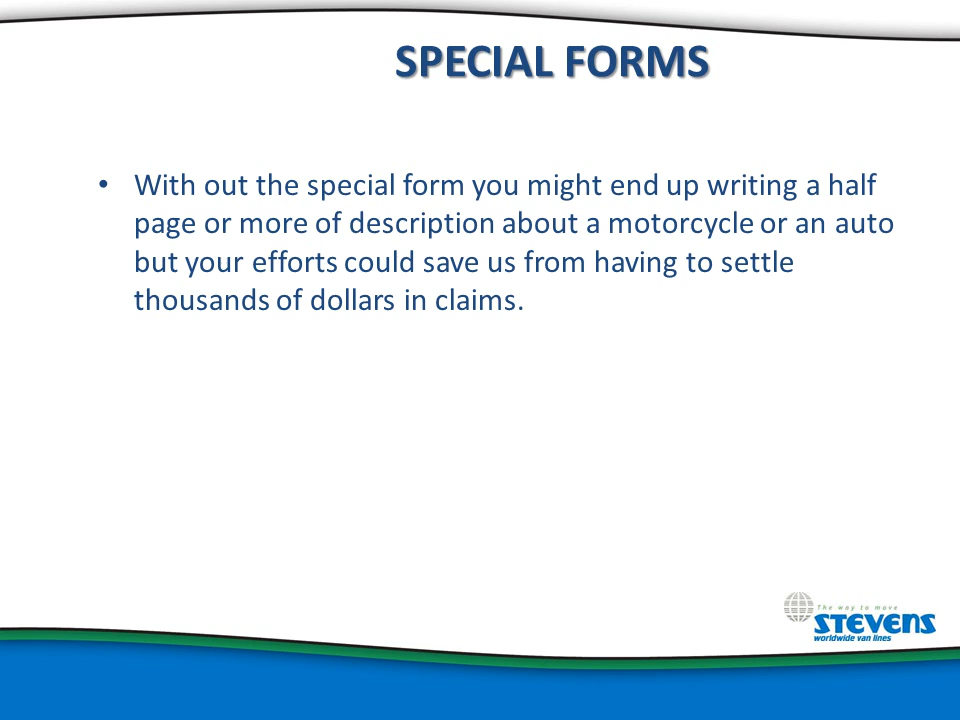 SPECIAL FORMS
• With out the special form you might end up writing a half
page or more of description about a motorcycle or an auto
but your efforts could save us from having to settle
thousands of dollars in claims.
The way to move
STEVENS
worldwide van lines